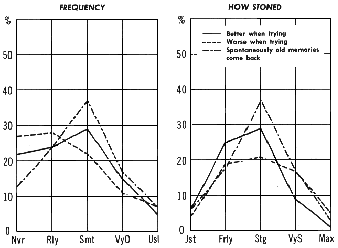 FREQUENCY
HOW STONED
%
50
40
30
20
10
0
Nvr Rly Smt VyO Usl
%
Better when trying
Worse when trying
Spontaneously old memories
come back
50
40
30
20
10
0
Jst Frly Stg VyS Max